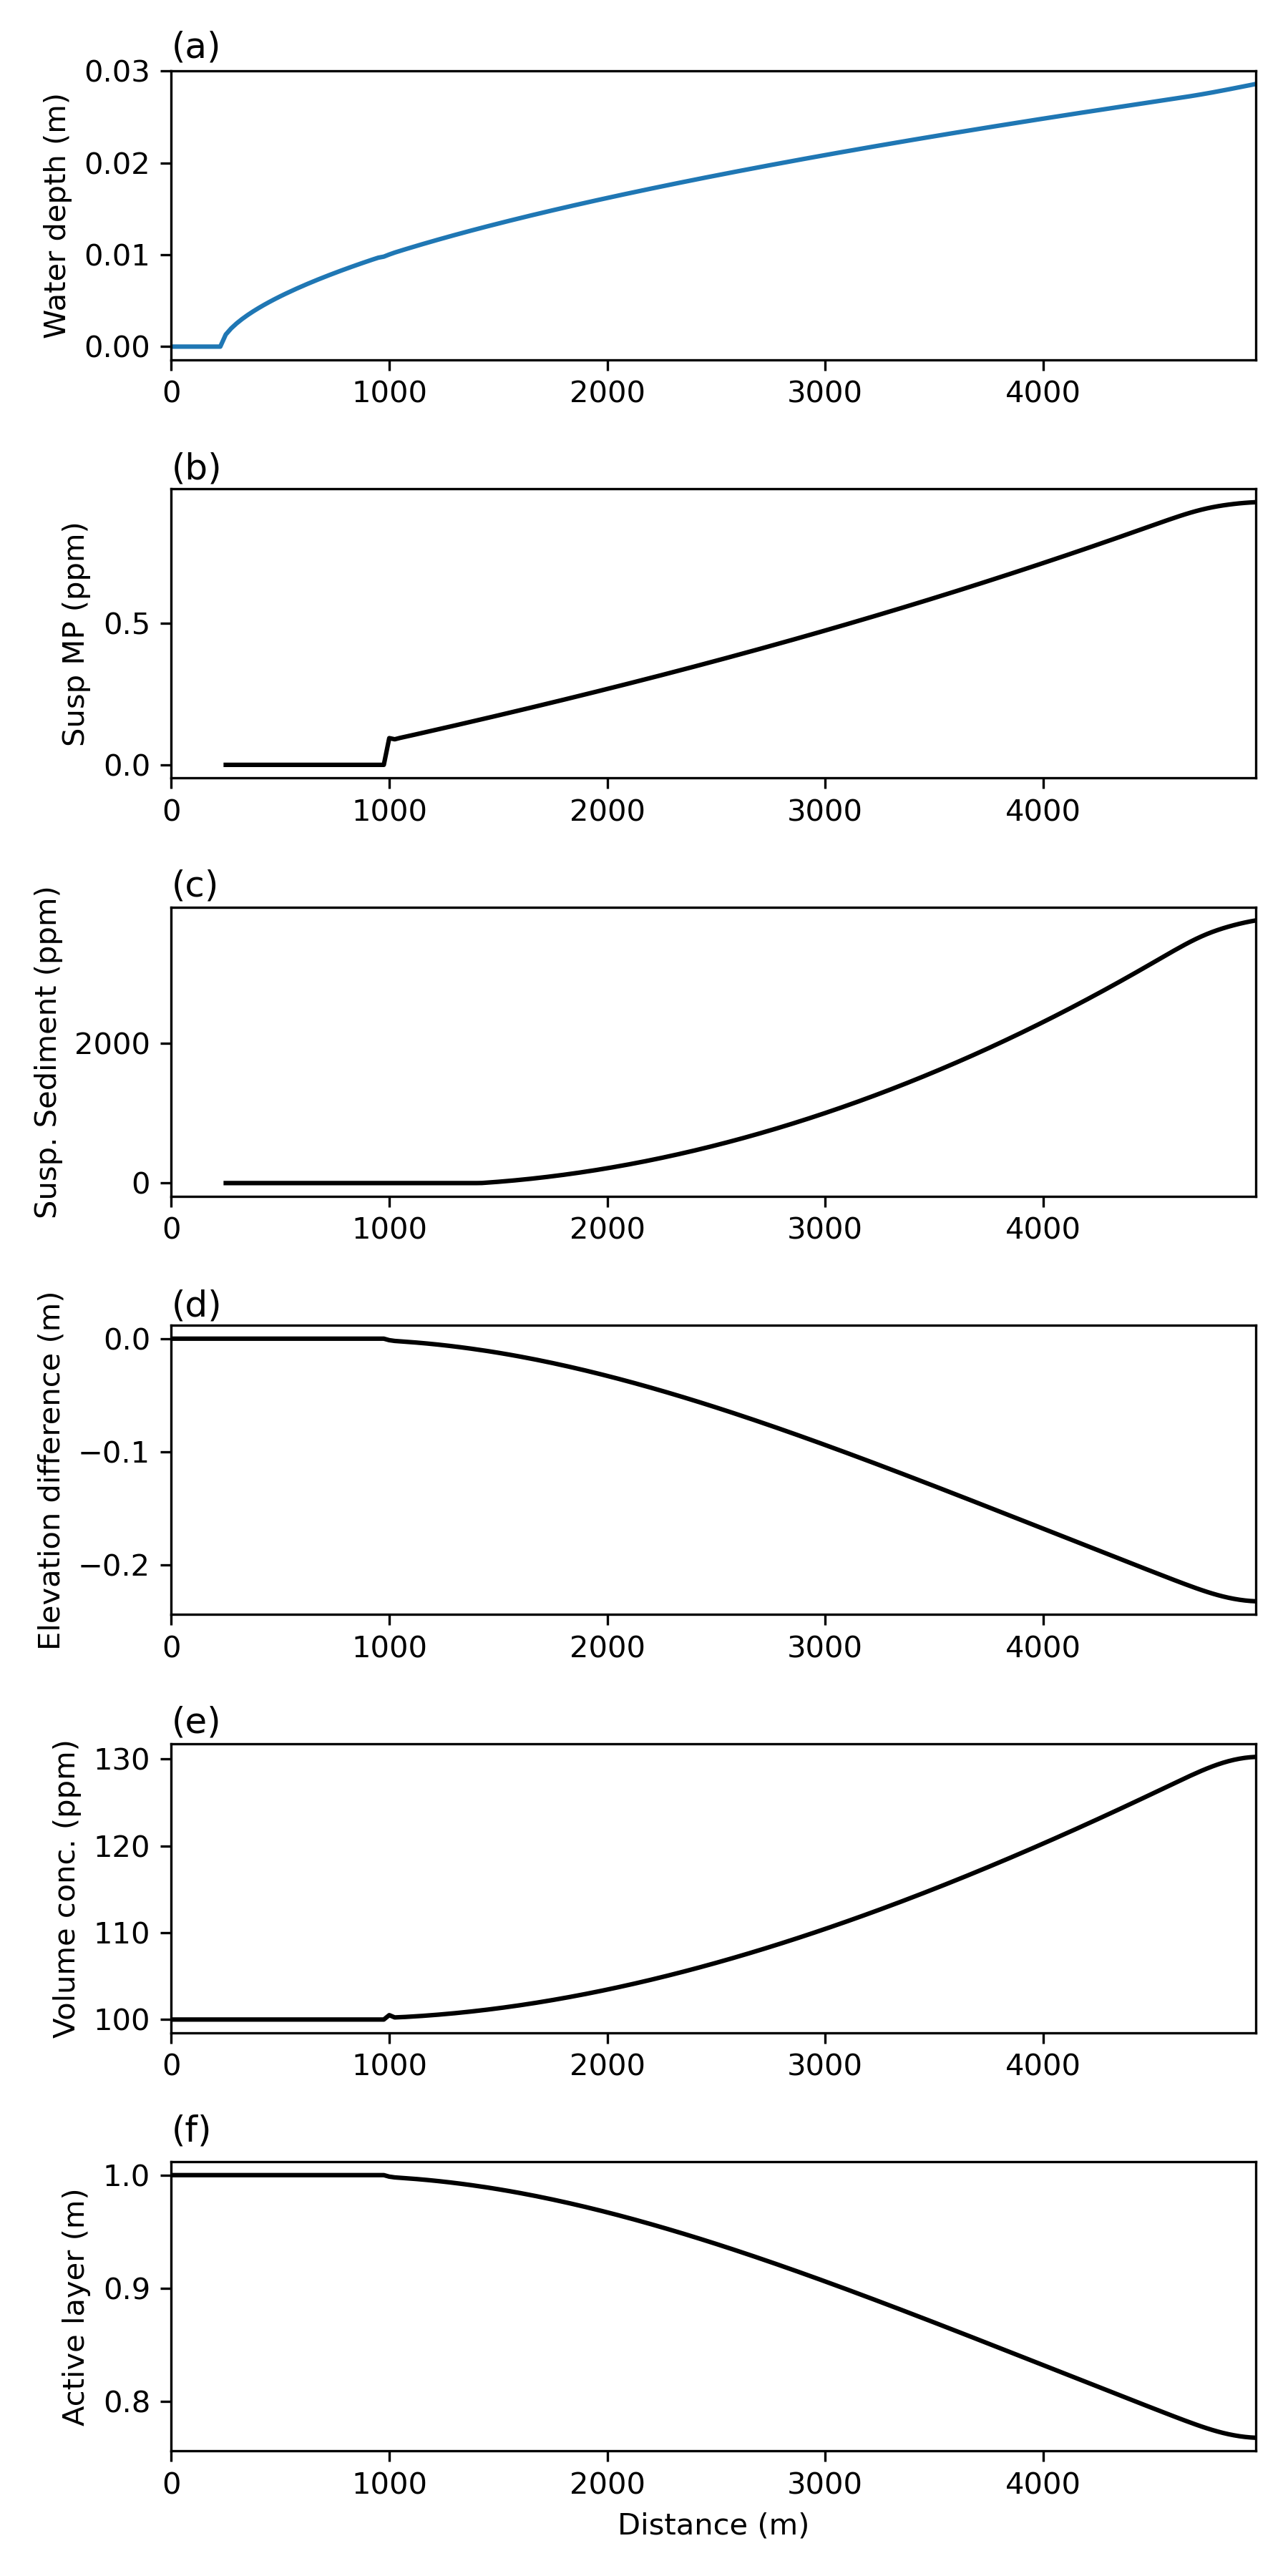 (a)
Water depth (m)
0.03
0.02
0.01
0.00
0 1000 2000 3000 4000
(b)
Susp MP (ppm)
0.5
0.0
0 1000 2000 3000 4000
(c)
Susp. Sediment (ppm)
2000
0
0 1000 2000 3000 4000
(d)
Elevation difference (m)
0.0
−0.1
−0.2
0 1000 2000 3000 4000
(e)
Volume conc. (ppm)
130
120
110
100
0 1000 2000 3000 4000
(f)
Active layer (m)
1.0
0.9
0.8
0 1000 2000 3000 4000
Distance (m)